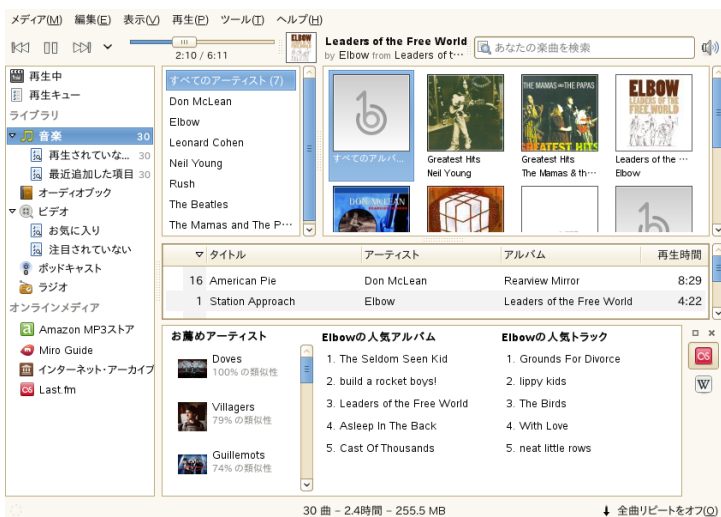 メディア(M) 編集(E) 表示(V) 再生(P) ツール(T) ヘルプ(H)
2:10 / 6:11
Leaders of the Free World
by Elbow from Leaders of t…
あなたの楽曲を検索
再生中
再生キュー
ライブラリ
音楽 30
再生されていな... 30
最近追加した項目 30
オーディオブック
ビデオ
お気に入り
注目されていない
ポッドキャスト
ラジオ
オンラインメディア
Amazon MP3ストア
Miro Guide
インターネット・アーカイブ
Last.fm
すべてのアーティスト (7)
Don McLean
Elbow
Leonard Cohen
Neil Young
Rush
The Beatles
The Mamas and The P…
THE MAMAS THE PAPAS
GREATEST HITS
ELBOW
LEADERS OF THE FREE WORLD
すべてのアルバ...
Greatest Hits
Neil Young
Greatest Hits
The Mamas & th…
Leaders of the …
Elbow
DON McLEAN
タイトル アーティスト アルバム 再生時間
16 American Pie Don McLean Rearview Mirror 8:29
1 Station Approach Elbow Leaders of the Free World 4:22
お薦めアーティスト
Doves
100% の類似性
Villagers
79% の類似性
Guillemots
74% の類似性
Elbowの人気アルバム
1. The Seldom Seen Kid
2. build a rocket boys!
3. Leaders of the Free World
4. Asleep In The Back
5. Cast Of Thousands
Elbowの人気トラック
1. Grounds For Divorce
2. lippy kids
3. The Birds
4. With Love
5. neat little rows
W
30 曲 – 2.4時間 – 255.5 MB
全曲リピートをオフ(O)